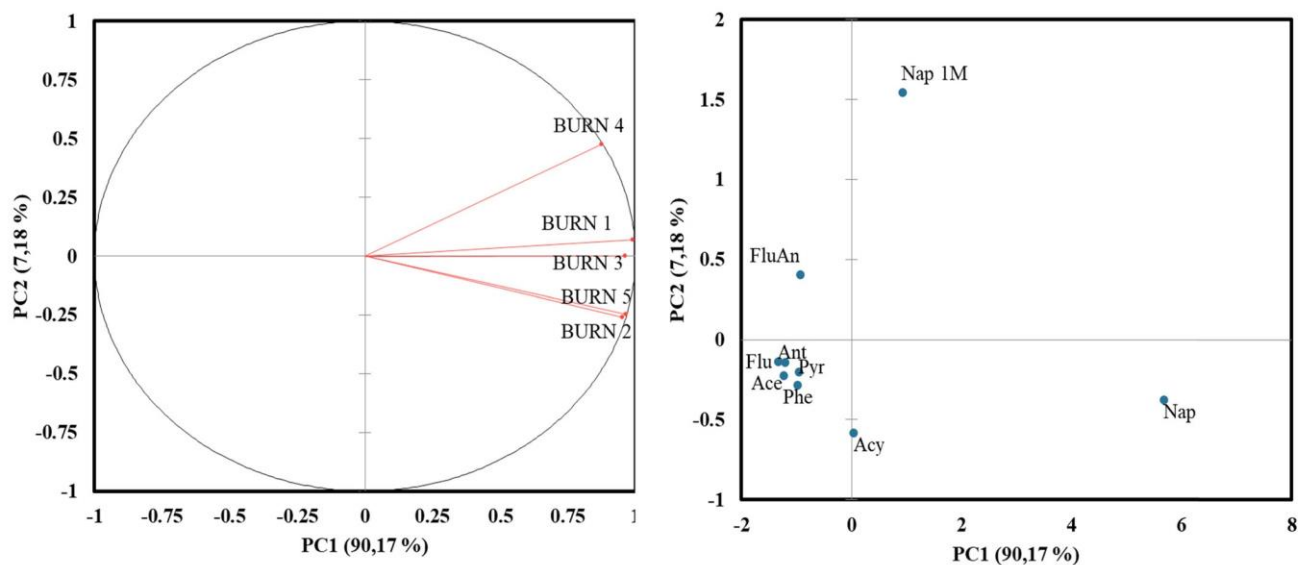 1
0.75
0.5
0.25
0
-0.25
-0.5
-0.75
-1
PC2 (7,18 %)
BURN 4
BURN 1
BURN 3
BURN 5
BURN 2
-1 -0.75 -0.5 -0.25 0 0.25 0.5 0.75 1
PC1 (90,17 %)
2
1.5
1
0.5
0
-0.5
-1
PC2 (7,18 %)
Nap 1M
FluAn
Flu Ant
Pyr
Ace
Phe
Nap
Acy
-2 0 2 4 6 8
PC1 (90,17 %)